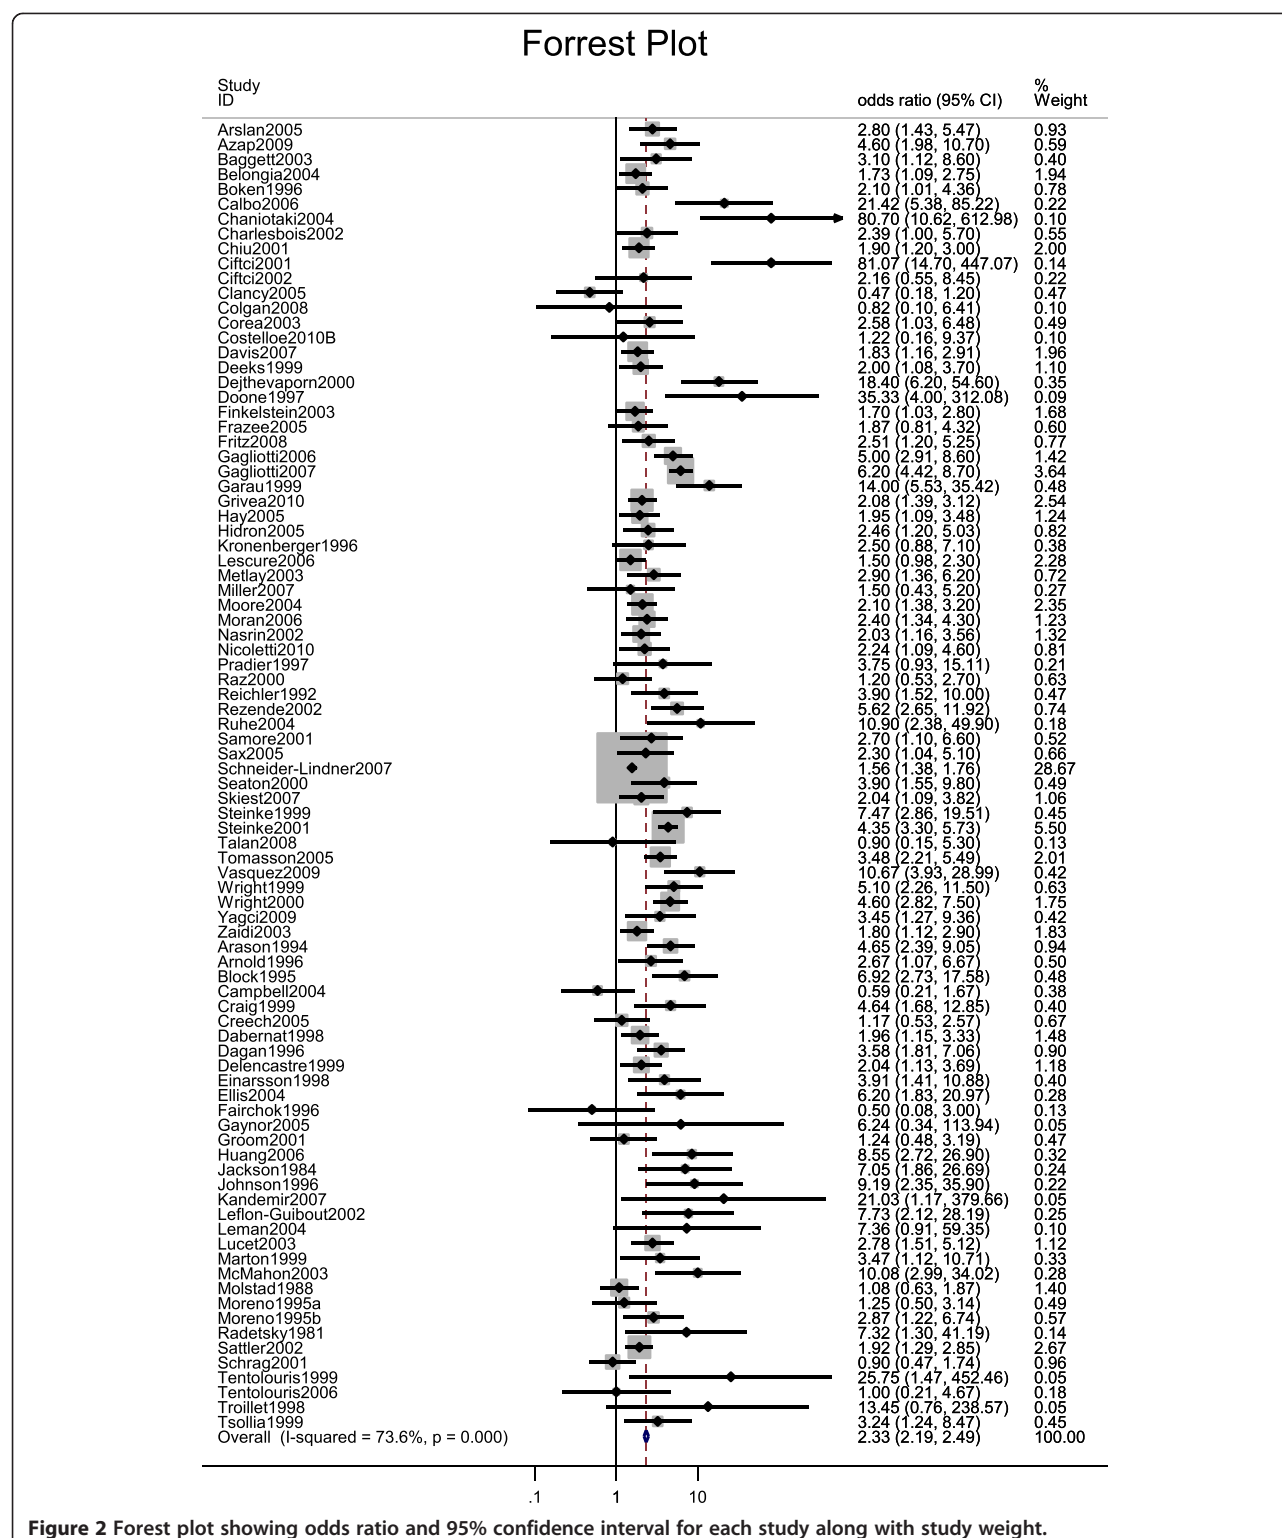 Forrest Plot
Study %
ID odds ratio (95% CI) Weight
Arslan2005 2.80 (1.43, 5.47) 0.93
Azap2009 4.60 (1.98, 10.70) 0.59
Baggett2003 3.10 (1.12, 8.60) 0.40
Belongia2004 1.73 (1.09, 2.75) 1.94
Boken1996 2.10 (1.01, 4.36) 0.78
Calbo2006 21.42 (5.38, 85.22) 0.22
Chaniotaki2004 80.70 (10.62, 612.98) 0.10
Charlesbois2002 2.39 (1.00, 5.70) 0.55
Chiu2001 1.90 (1.20, 3.00) 2.00
Ciftci2001 81.07 (14.70, 447.07) 0.14
Ciftci2002 2.16 (0.55, 8.45) 0.22
Clancy2005 0.47 (0.18, 1.20) 0.47
Colgan2008 0.82 (0.10, 6.41) 0.10
Corea2003 2.58 (1.03, 6.48) 0.49
Costelloe2010B 1.22 (0.16, 9.37) 0.10
Davis2007 1.83 (1.16, 2.91) 1.96
Deeks1999 2.00 (1.08, 3.70) 1.10
Dejthevaporn2000 18.40 (6.20, 54.60) 0.35
Doone1997 35.33 (4.00, 312.08) 0.09
Finkelstein2003 1.70 (1.03, 2.80) 1.68
Frazee2005 1.87 (0.81, 4.32) 0.60
Fritz2008 2.51 (1.20, 5.25) 0.77
Gagliotti2006 5.00 (2.91, 8.60) 1.42
Gagliotti2007 6.20 (4.42, 8.70) 3.64
Garau1999 14.00 (5.53, 35.42) 0.48
Grivea2010 2.08 (1.39, 3.12) 2.54
Hay2005 1.95 (1.09, 3.48) 1.24
Hidron2005 2.46 (1.20, 5.03) 0.82
Kronenberger1996 2.50 (0.88, 7.10) 0.38
Lescure2006 1.50 (0.98, 2.30) 2.28
Metlay2003 2.90 (1.36, 6.20) 0.72
Miller2007 1.50 (0.43, 5.20) 0.27
Moore2004 2.10 (1.38, 3.20) 2.35
Moran2006 2.40 (1.34, 4.30) 1.23
Nasrin2002 2.03 (1.16, 3.56) 1.32
Nicoletti2010 2.24 (1.09, 4.60) 0.81
Pradier1997 3.75 (0.93, 15.11) 0.21
Raz2000 1.20 (0.53, 2.70) 0.63
Reichler1992 3.90 (1.52, 10.00) 0.47
Rezende2002 5.62 (2.65, 11.92) 0.74
Ruhe2004 10.90 (2.38, 49.90) 0.18
Samore2001 2.70 (1.10, 6.60) 0.52
Sax2005 2.30 (1.04, 5.10) 0.66
Schneider-Lindner2007 1.56 (1.38, 1.76) 28.67
Seaton2000 3.90 (1.55, 9.80) 0.49
Skiest2007 2.04 (1.09, 3.82) 1.06
Steinke1999 7.47 (2.86, 19.51) 0.45
Steinke2001 4.35 (3.30, 5.73) 5.50
Talan2008 0.90 (0.15, 5.30) 0.13
Tomasson2005 3.48 (2.21, 5.49) 2.01
Vasquez2009 10.67 (3.93, 28.99) 0.42
Wright1999 5.10 (2.26, 11.50) 0.63
Wright2000 4.60 (2.82, 7.50) 1.75
Yagci2009 3.45 (1.27, 9.36) 0.42
Zaidi2003 1.80 (1.12, 2.90) 1.83
Arason1994 4.65 (2.39, 9.05) 0.94
Arnold1996 2.67 (1.07, 6.67) 0.50
Block1995 6.92 (2.73, 17.58) 0.48
Campbell2004 0.59 (0.21, 1.67) 0.38
Craig1999 4.64 (1.68, 12.85) 0.40
Creech2005 1.17 (0.53, 2.57) 0.67
Dabernat1998 1.96 (1.15, 3.33) 1.48
Dagan1996 3.58 (1.81, 7.06) 0.90
Delencastre1999 2.04 (1.13, 3.69) 1.18
Einarsson1998 3.91 (1.41, 10.88) 0.40
Ellis2004 6.20 (1.83, 20.97) 0.28
Fairchok1996 0.50 (0.08, 3.00) 0.13
Gaynor2005 6.24 (0.34, 113.94) 0.05
Groom2001 1.24 (0.48, 3.19) 0.47
Huang2006 8.55 (2.72, 26.90) 0.32
Jackson1984 7.05 (1.86, 26.69) 0.24
Johnson1996 9.19 (2.35, 35.90) 0.22
Kandemir2007 21.03 (1.17, 379.66) 0.05
Leflon-Guibout2002 7.73 (2.12, 28.19) 0.25
Leman2004 7.36 (0.91, 59.35) 0.10
Lucet2003 2.78 (1.51, 5.12) 1.12
Marton1999 3.47 (1.12, 10.71) 0.33
McMahon2003 10.08 (2.99, 34.02) 0.28
Molstad1988 1.08 (0.63, 1.87) 1.40
Moreno1995a 1.25 (0.50, 3.14) 0.49
Moreno1995b 2.87 (1.22, 6.74) 0.57
Radetsky1981 7.32 (1.30, 41.19) 0.14
Sattler2002 1.92 (1.29, 2.85) 2.67
Schrag2001 0.90 (0.47, 1.74) 0.96
Tentolouris1999 25.75 (1.47, 452.46) 0.05
Tentolouris2006 1.00 (0.21, 4.67) 0.18
Troillet1998 13.45 (0.76, 238.57) 0.05
Tsollia1999 3.24 (1.24, 8.47) 0.45
Overall (I-squared = 73.6%, p = 0.000) 2.33 (2.19, 2.49) 100.00
.1 1 10
Figure 2 Forest plot showing odds ratio and 95% confidence interval for each study along with study weight.